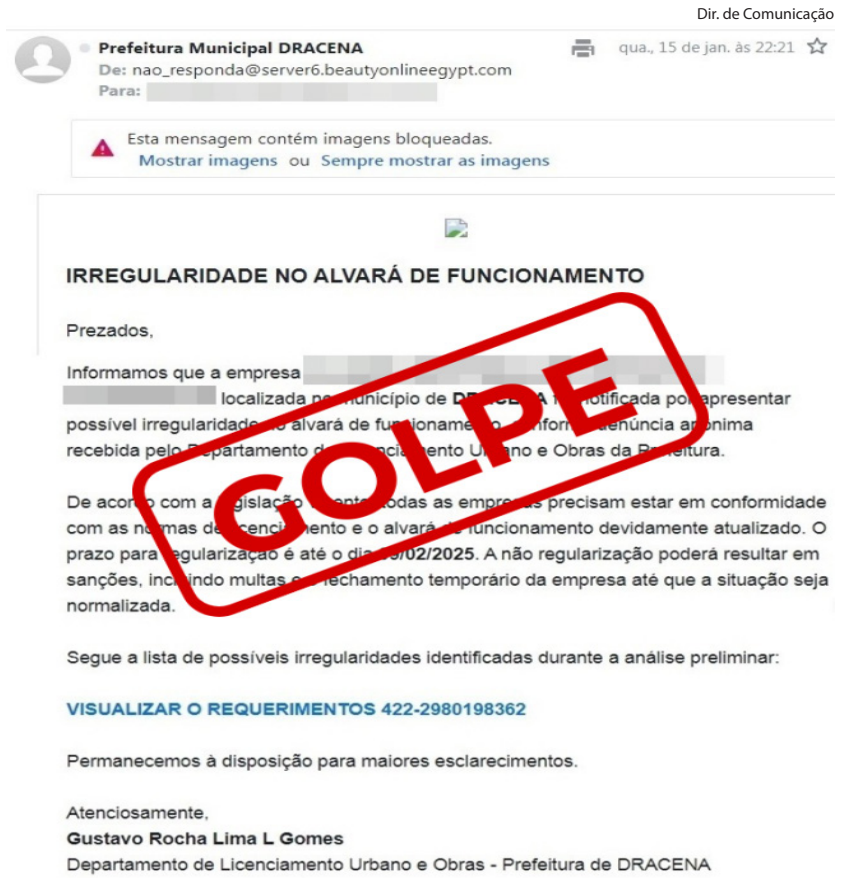 Dir. de Comunicação
Prefeitura Municipal DRACENA
qua., 15 de jan. às 22:21
De: nao_responda@server6.beautyonlineegypt.com
Para:
Esta mensagem contém imagens bloqueadas.
Mostrar imagens ou Sempre mostrar as imagens
IRREGULARIDADE NO ALVARÁ DE FUNCIONAMENTO
Prezados,
Informamos que a empresa
localizada no município de DRACENA foi notificada por apresentar
possível irregularidade no alvará de funcionamento, conforme denúncia anônima
recebida pelo Departamento de Licenciamento Urbano e Obras da Prefeitura.
De acordo com a legislação vigente, todas as empresas precisam estar em conformidade
com as normas de licenciamento e o alvará de funcionamento devidamente atualizado. O
prazo para regularização é até o dia /02/2025. A não regularização poderá resultar em
sanções, incluindo multas e o fechamento temporário da empresa até que a situação seja
normalizada.
Segue a lista de possíveis irregularidades identificadas durante a análise preliminar:
VISUALIZAR O REQUERIMENTOS 422-2980198362
Permanecemos à disposição para maiores esclarecimentos.
Atenciosamente,
Gustavo Rocha Lima L Gomes
Departamento de Licenciamento Urbano e Obras - Prefeitura de DRACENA
GOLPE